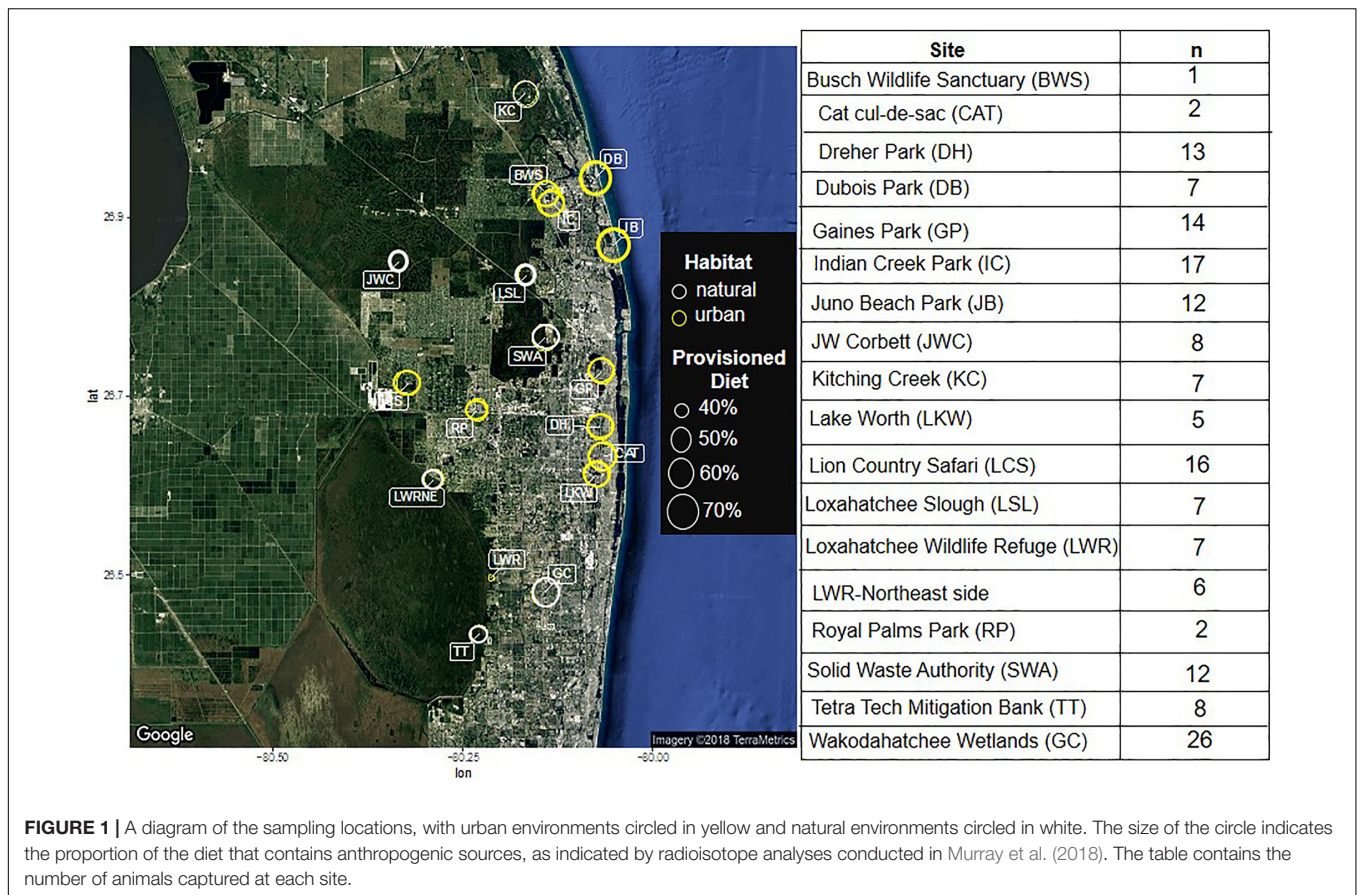 KC
DB
BWS
IC
JB
JWC
LSL
SWA
GP
LCS
RP
DH
CAT
LWRNE
LKW
LWR
GC
TT
26.9
26.7
26.5
lat
−80.50
−80.25
−80.00
lon
Google
Imagery ©2018 TerraMetrics
Habitat
natural
urban
Provisioned
Diet
40%
50%
60%
70%
Site n
Busch Wildlife Sanctuary (BWS) 1
Cat cul-de-sac (CAT) 2
Dreher Park (DH) 13
Dubois Park (DB) 7
Gaines Park (GP) 14
Indian Creek Park (IC) 17
Juno Beach Park (JB) 12
JW Corbett (JWC) 8
Kitching Creek (KC) 7
Lake Worth (LKW) 5
Lion Country Safari (LCS) 16
Loxahatchee Slough (LSL) 7
Loxahatchee Wildlife Refuge (LWR) 7
LWR-Northeast side 6
Royal Palms Park (RP) 2
Solid Waste Authority (SWA) 12
Tetra Tech Mitigation Bank (TT) 8
Wakodahatchee Wetlands (GC) 26
FIGURE 1 | A diagram of the sampling locations, with urban environments circled in yellow and natural environments circled in white. The size of the circle indicates
the proportion of the diet that contains anthropogenic sources, as indicated by radioisotope analyses conducted in Murray et al. (2018). The table contains the
number of animals captured at each site.